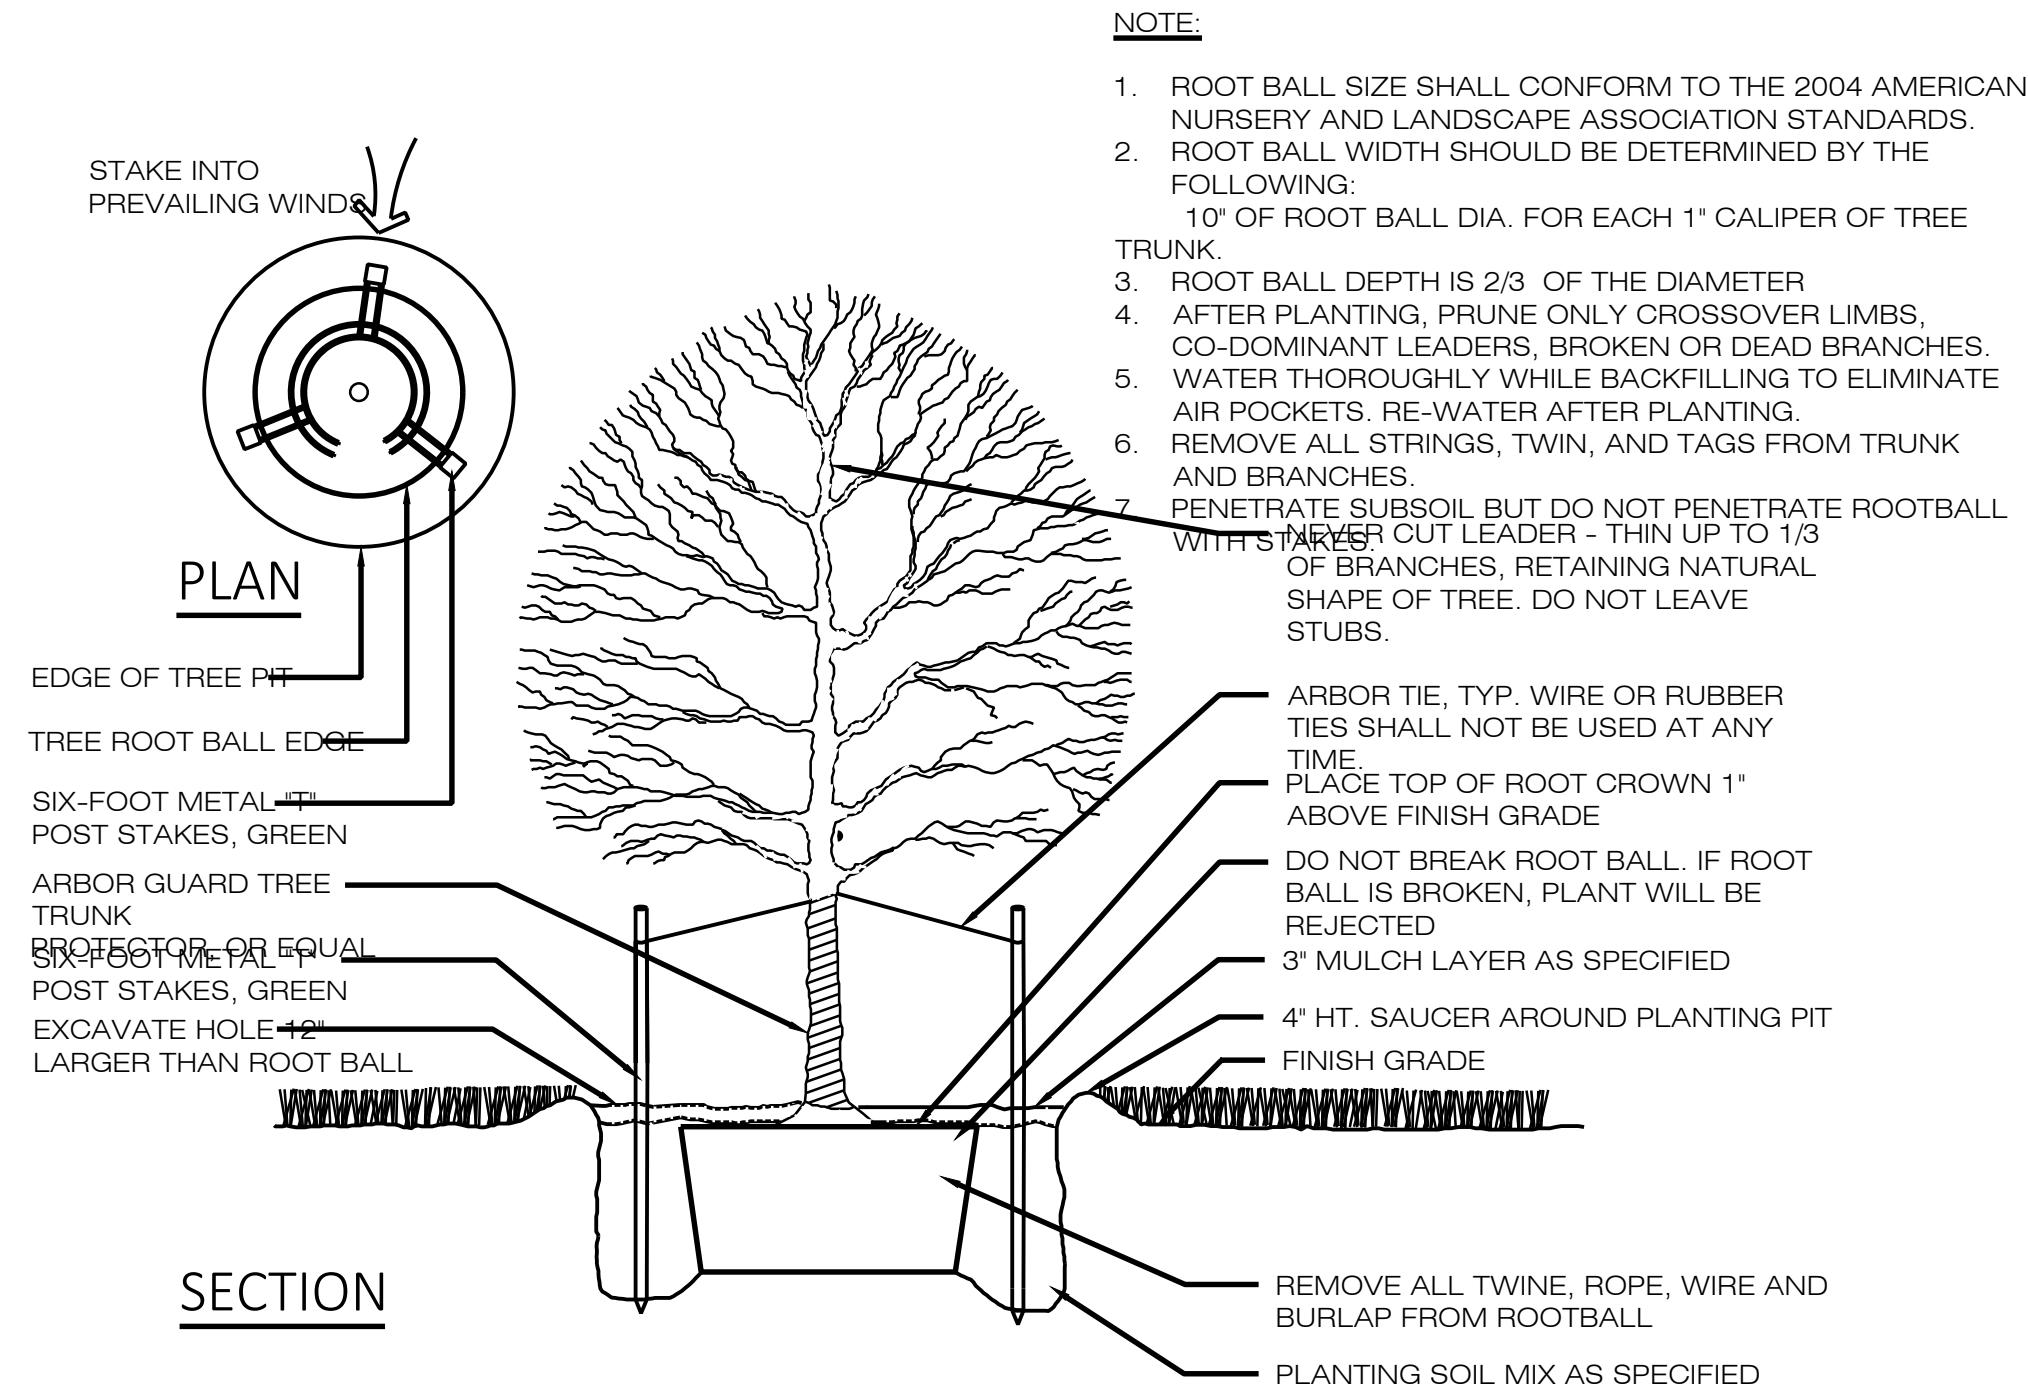 NOTE:
1. ROOT BALL SIZE SHALL CONFORM TO THE 2004 AMERICAN
NURSERY AND LANDSCAPE ASSOCIATION STANDARDS.
2. ROOT BALL WIDTH SHOULD BE DETERMINED BY THE
FOLLOWING:
10" OF ROOT BALL DIA. FOR EACH 1" CALIPER OF TREE
TRUNK.
3. ROOT BALL DEPTH IS 2/3 OF THE DIAMETER
4. AFTER PLANTING, PRUNE ONLY CROSSOVER LIMBS,
CO-DOMINANT LEADERS, BROKEN OR DEAD BRANCHES.
5. WATER THOROUGHLY WHILE BACKFILLING TO ELIMINATE
AIR POCKETS. RE-WATER AFTER PLANTING.
6. REMOVE ALL STRINGS, TWIN, AND TAGS FROM TRUNK
AND BRANCHES.
7. PENETRATE SUBSOIL BUT DO NOT PENETRATE ROOTBALL
WITH STAKES.
STAKE INTO
PREVAILING WINDS
PLAN
EDGE OF TREE PIT
TREE ROOT BALL EDGE
SIX-FOOT METAL "T"
POST STAKES, GREEN
ARBOR GUARD TREE
TRUNK
PROTECTOR, OR EQUAL
SIX-FOOT METAL "T"
POST STAKES, GREEN
EXCAVATE HOLE 12"
LARGER THAN ROOT BALL
SECTION
NEVER CUT LEADER - THIN UP TO 1/3
OF BRANCHES, RETAINING NATURAL
SHAPE OF TREE. DO NOT LEAVE
STUBS.
ARBOR TIE, TYP. WIRE OR RUBBER
TIES SHALL NOT BE USED AT ANY
TIME.
PLACE TOP OF ROOT CROWN 1"
ABOVE FINISH GRADE
DO NOT BREAK ROOT BALL. IF ROOT
BALL IS BROKEN, PLANT WILL BE
REJECTED
3" MULCH LAYER AS SPECIFIED
4" HT. SAUCER AROUND PLANTING PIT
FINISH GRADE
REMOVE ALL TWINE, ROPE, WIRE AND
BURLAP FROM ROOTBALL
PLANTING SOIL MIX AS SPECIFIED